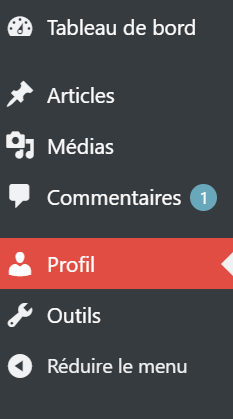 Tableau de bord
Articles
Médias
Commentaires 1
Profil
Outils
Réduire le menu